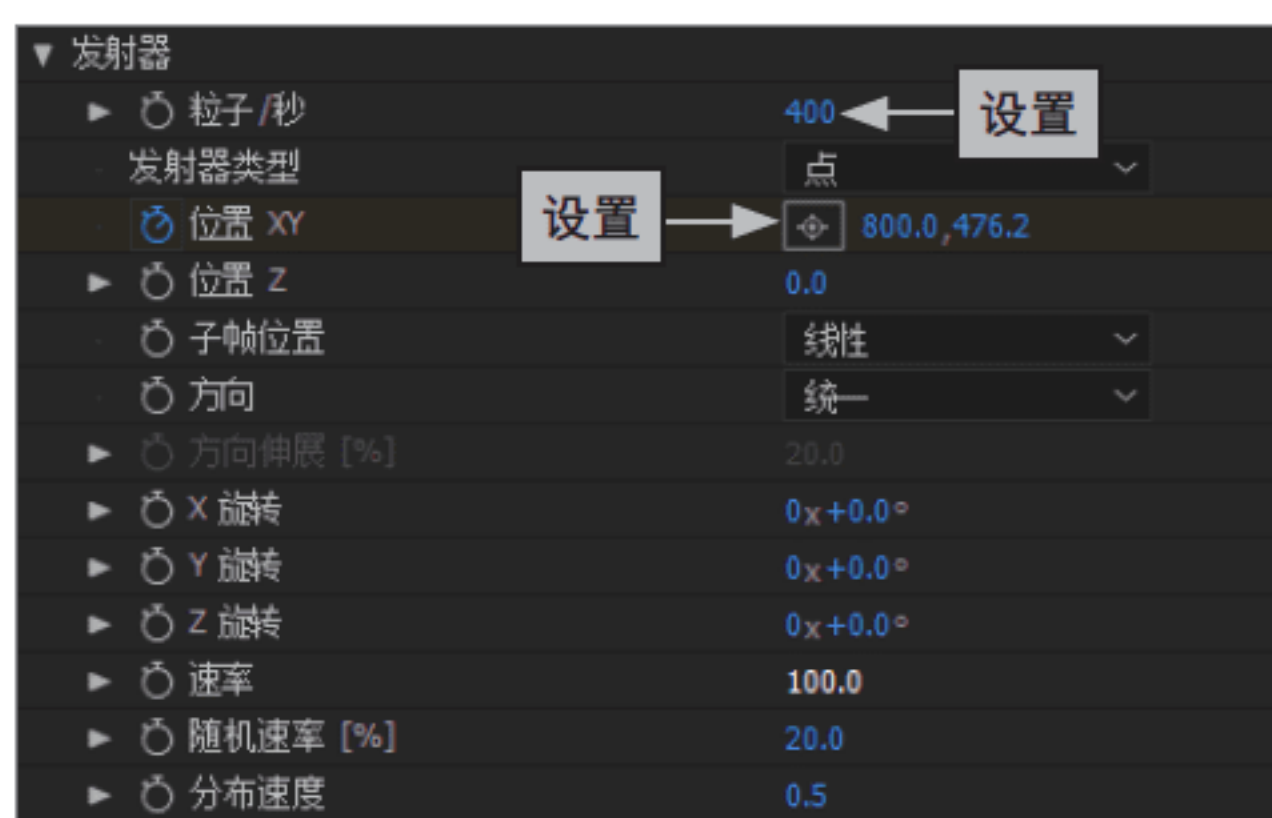 发射器
粒子/秒 400 设置
发射器类型 点
位置 XY 设置 800.0,476.2
位置 Z 0.0
子帧位置 线性
方向 统一
方向伸展 [%] 20.0
X 旋转 0x+0.0°
Y 旋转 0x+0.0°
Z 旋转 0x+0.0°
速率 100.0
随机速率 [%] 20.0
分布速度 0.5